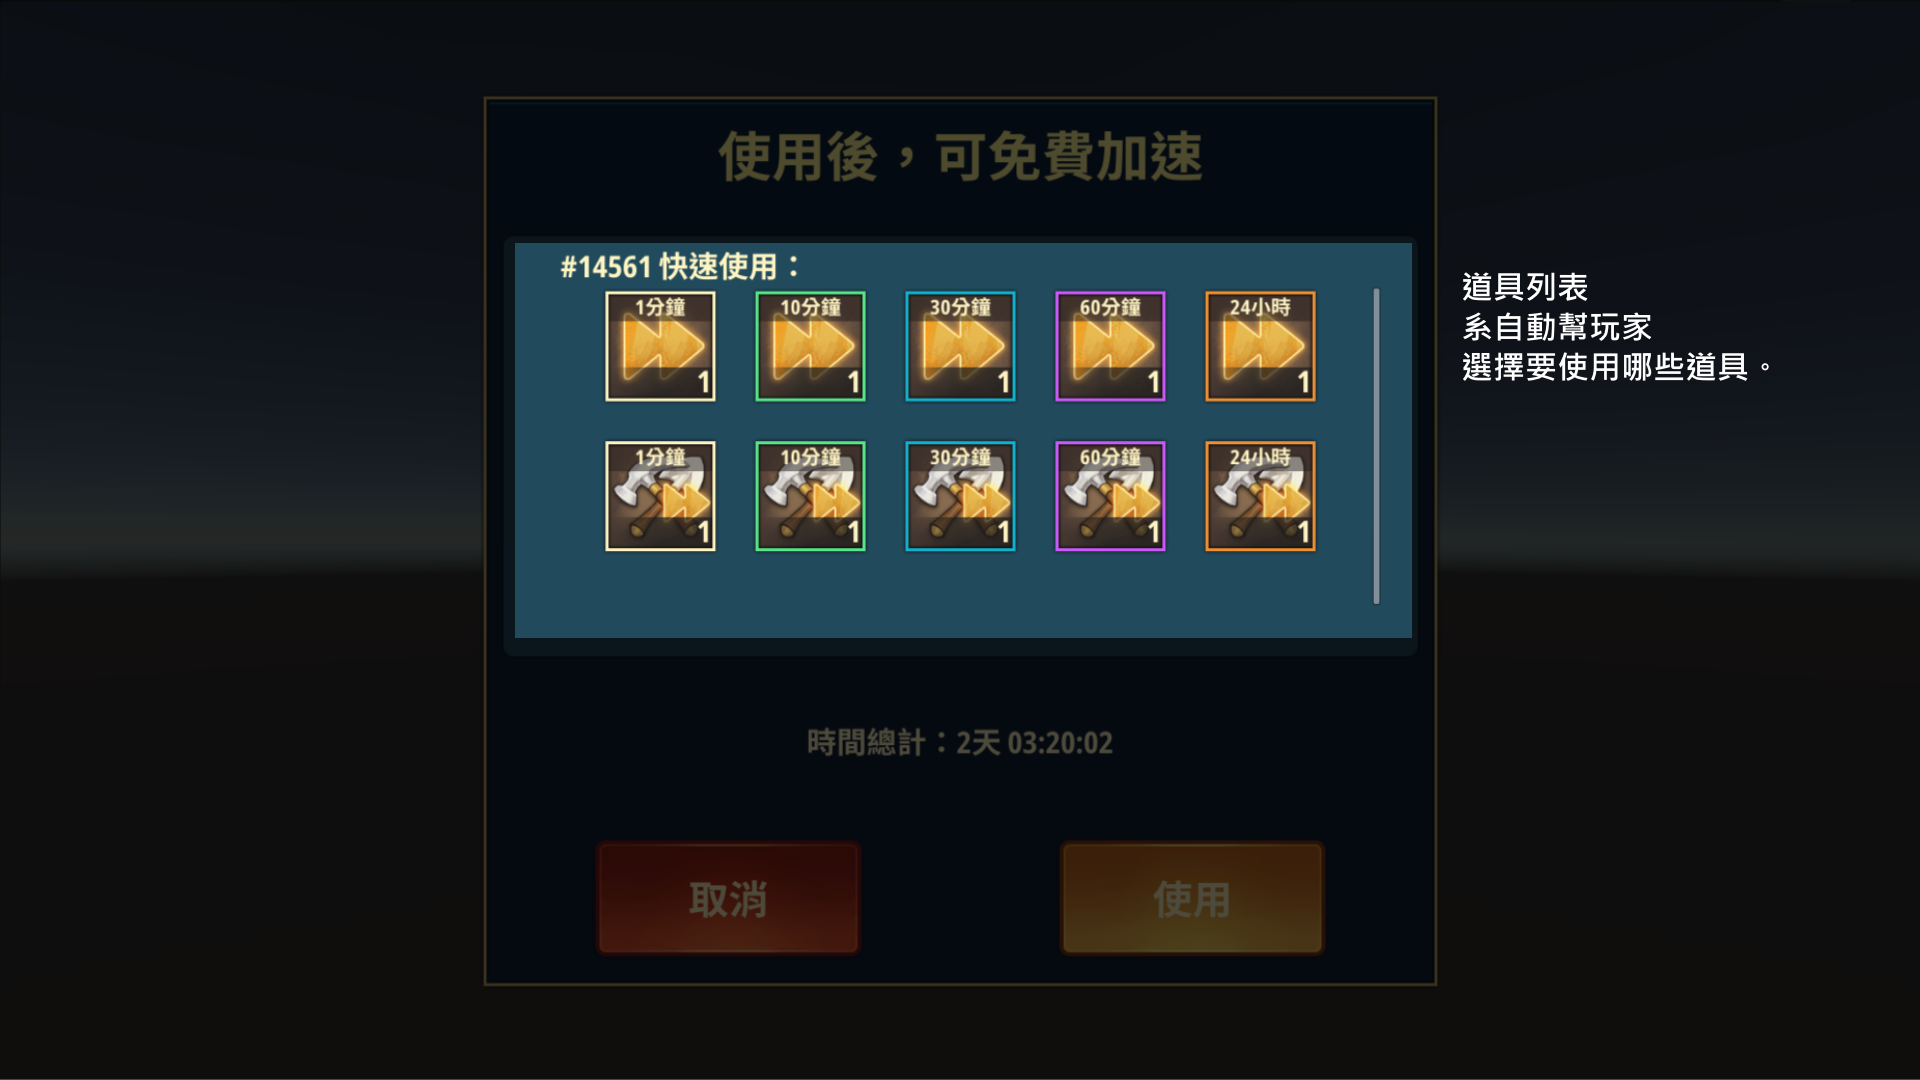 使用後，可免費加速
#14561 快速使用：
1分鐘 10分鐘 30分鐘 60分鐘 24小時
1 1 1 1 1
1分鐘 10分鐘 30分鐘 60分鐘 24小時
1 1 1 1 1
道具列表
系自動幫玩家
選擇要使用哪些道具。
時間總計：2天 03:20:02
取消 使用